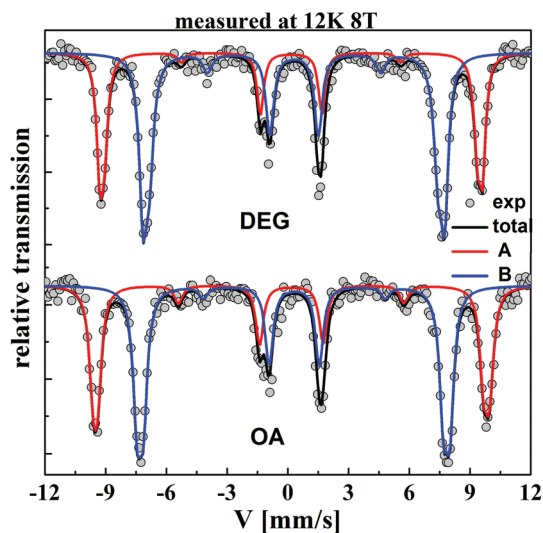 measured at 12K 8T
relative transmission
DEG
exp
total
A
B
OA
-12 -9 -6 -3 0 3 6 9 12
V [mm/s]